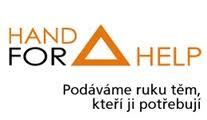 HAND
FOR HELP
Podáváme ruku těm,
kteří ji potřebují